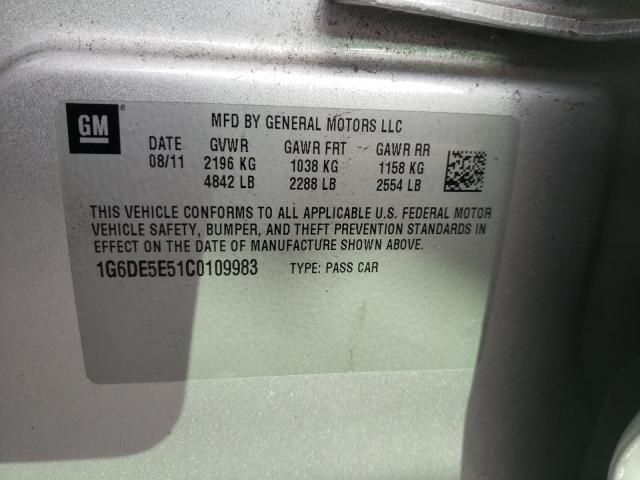 GM ®
MFD BY GENERAL MOTORS LLC
DATE GVWR GAWR FRT GAWR RR
08/11 2196 KG 1038 KG 1158 KG
4842 LB 2288 LB 2554 LB
THIS VEHICLE CONFORMS TO ALL APPLICABLE U.S. FEDERAL MOTOR
VEHICLE SAFETY, BUMPER, AND THEFT PREVENTION STANDARDS IN
EFFECT ON THE DATE OF MANUFACTURE SHOWN ABOVE.
1G6DE5E51C0109983 TYPE: PASS CAR